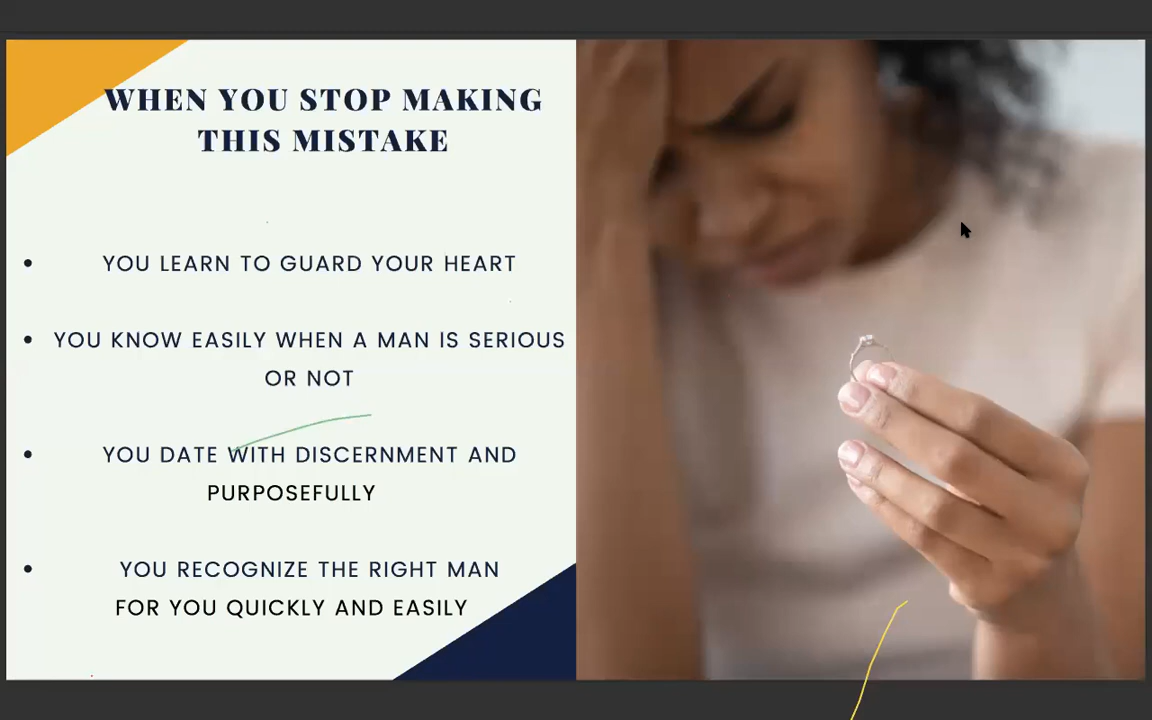 WHEN YOU STOP MAKING
THIS MISTAKE
• YOU LEARN TO GUARD YOUR HEART
• YOU KNOW EASILY WHEN A MAN IS SERIOUS
OR NOT
• YOU DATE WITH DISCERNMENT AND
PURPOSEFULLY
• YOU RECOGNIZE THE RIGHT MAN
FOR YOU QUICKLY AND EASILY